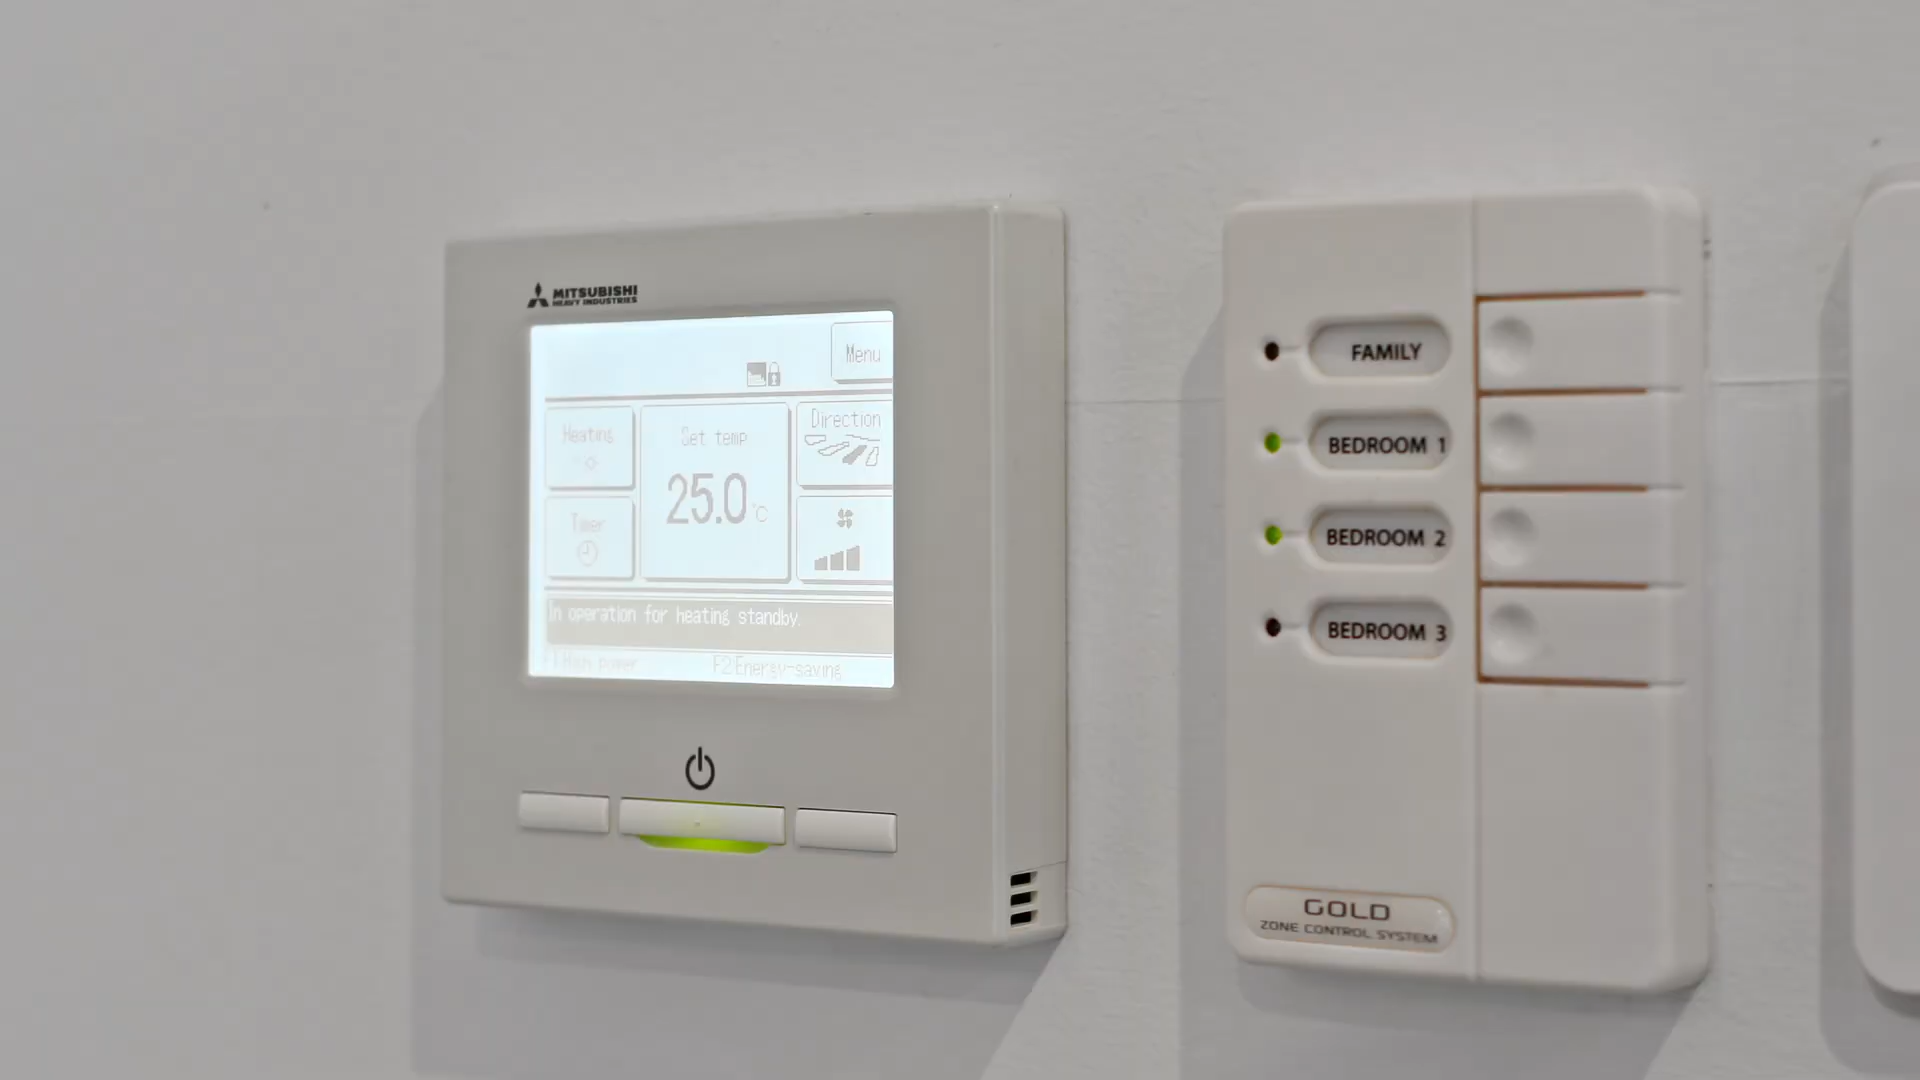 MITSUBISHI
HEAVY INDUSTRIES
Menu
Heating
Set temp
Direction
25.0 °C
Timer
In operation for heating standby.
F1:High power
F2:Energy-saving
FAMILY
BEDROOM 1
BEDROOM 2
BEDROOM 3
GOLD
ZONE CONTROL SYSTEM